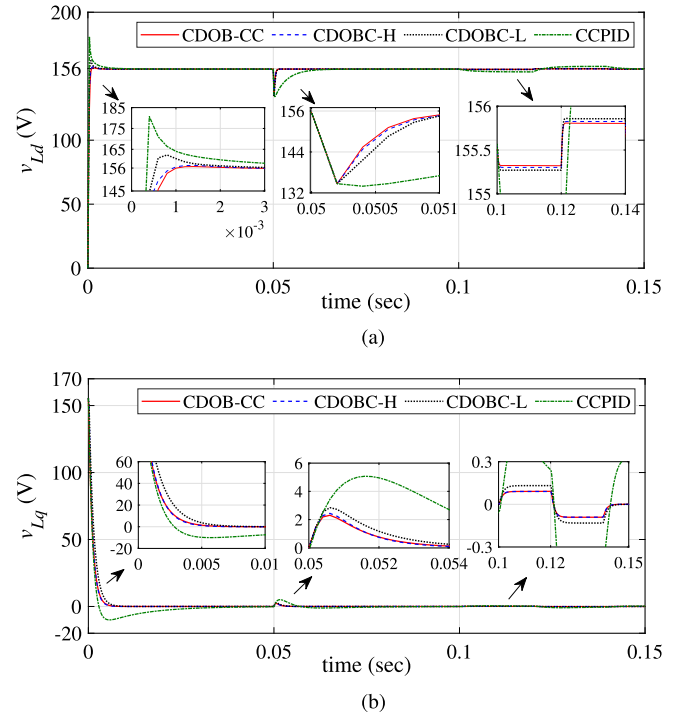 200
CDOB-CC CDOBC-H CDOBC-L CCPID
156
185
175
165
156
145
0 1 2 3
×10⁻³
156
144
132
0.05 0.0505 0.051
156
155.5
155
0.1 0.12 0.14
100
50
0
v_Ld (V)
0 0.05 0.1 0.15
time (sec)
(a)
170
CDOB-CC CDOBC-H CDOBC-L CCPID
150
60
40
20
0
-20
0 0.005 0.01
6
4
2
0
0.05 0.052 0.054
0.3
0
-0.3
0.1 0.12 0.15
100
50
0
-20
v_Lq (V)
0 0.05 0.1 0.15
time (sec)
(b)